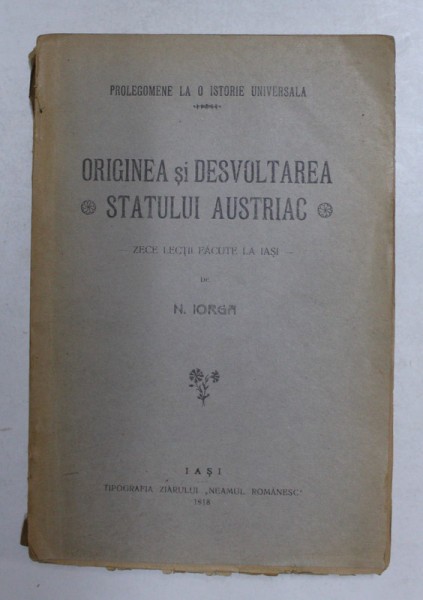 PROLEGOMENE LA O ISTORIE UNIVERSALA
ORIGINEA și DESVOLTAREA
STATULUI AUSTRIAC
– ZECE LECȚII FĂCUTE LA IAȘI –
DE
N. IORGA
IAȘI
TIPOGRAFIA ZIARULUI „NEAMUL ROMĂNESC"
1918